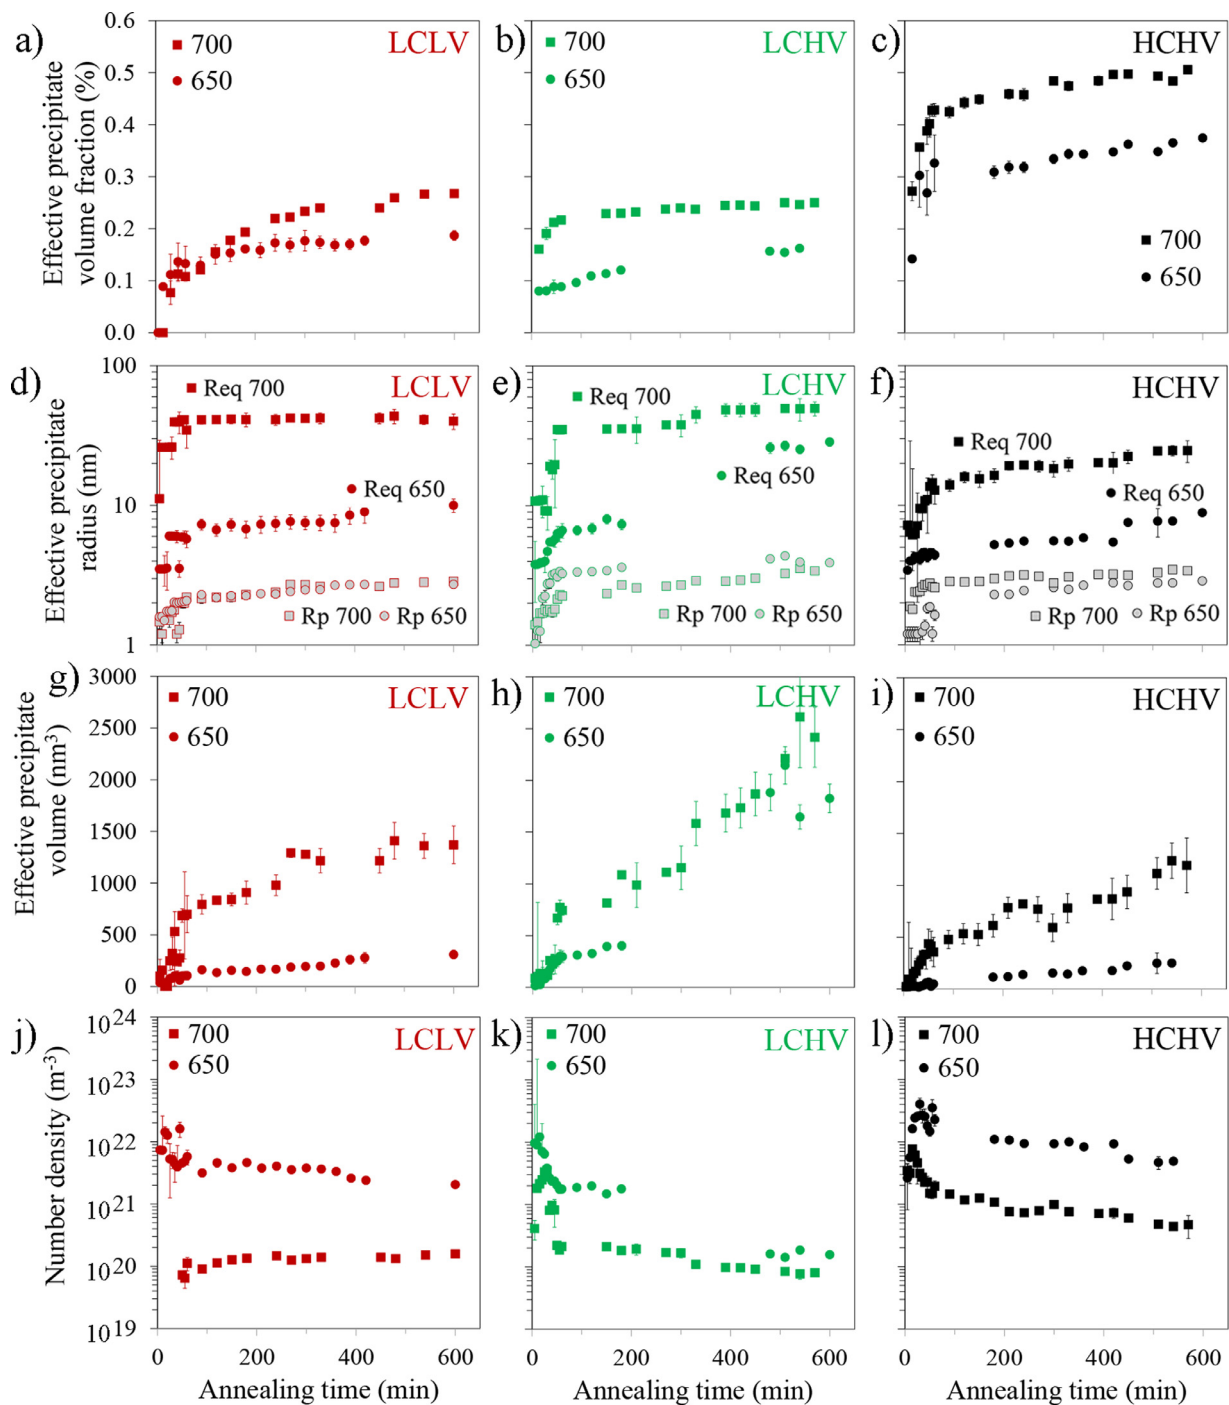 a)
700
650
LCLV
b)
700
650
LCHV
c)
HCHV
700
650
Effective precipitate
volume fraction (%)
0.6
0.5
0.4
0.3
0.2
0.1
0.0
d)
Req 700
LCLV
Req 650
Rp 700
Rp 650
e)
LCHV
Req 700
Req 650
Rp 700
Rp 650
f)
HCHV
Req 700
Req 650
Rp 700
Rp 650
Effective precipitate
radius (nm)
100
10
1
g)
700
650
LCLV
h)
700
650
LCHV
i)
700
650
HCHV
Effective precipitate
volume (nm³)
3000
2500
2000
1500
1000
500
0
j)
700
650
LCLV
k)
700
650
LCHV
l)
700
650
HCHV
Number density (m⁻³)
10²⁴
10²³
10²²
10²¹
10²⁰
10¹⁹
0 200 400 600
0 200 400 600
0 200 400 600
Annealing time (min)
Annealing time (min)
Annealing time (min)